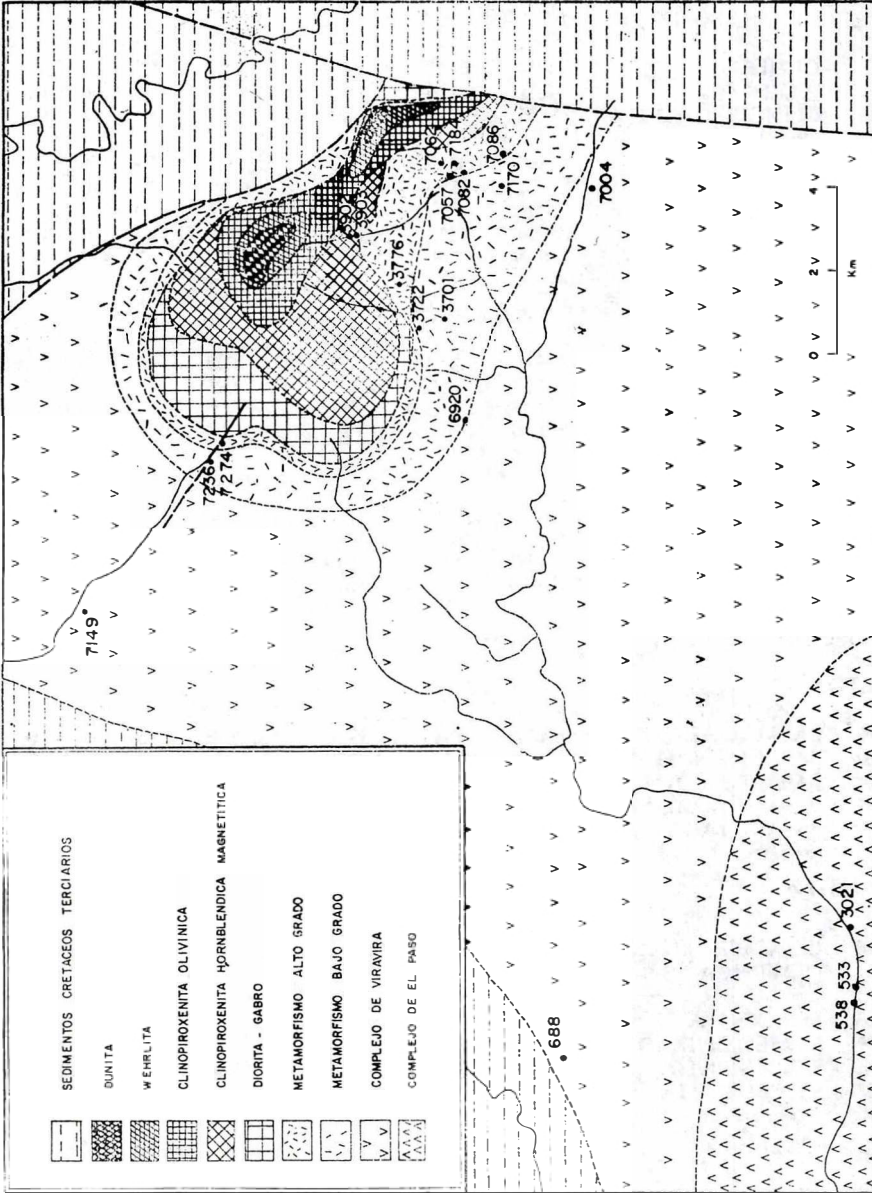 SEDIMENTOS CRETACEOS TERCIARIOS
DUNITA
WEHRLITA
CLINOPIROXENITA OLIVINICA
CLINOPIROXENITA HORNBLENDICA MAGNETITICA
DIORITA - GABRO
METAMORFISMO ALTO GRADO
METAMORFISMO BAJO GRADO
COMPLEJO DE VIRAVIRA
COMPLEJO DE EL PASO
7149
7236
7274
3776
3722
3701
6920
7062
7184
7057
7082
7086
7170
7004
688
538
533
3021
0 2 4
Km